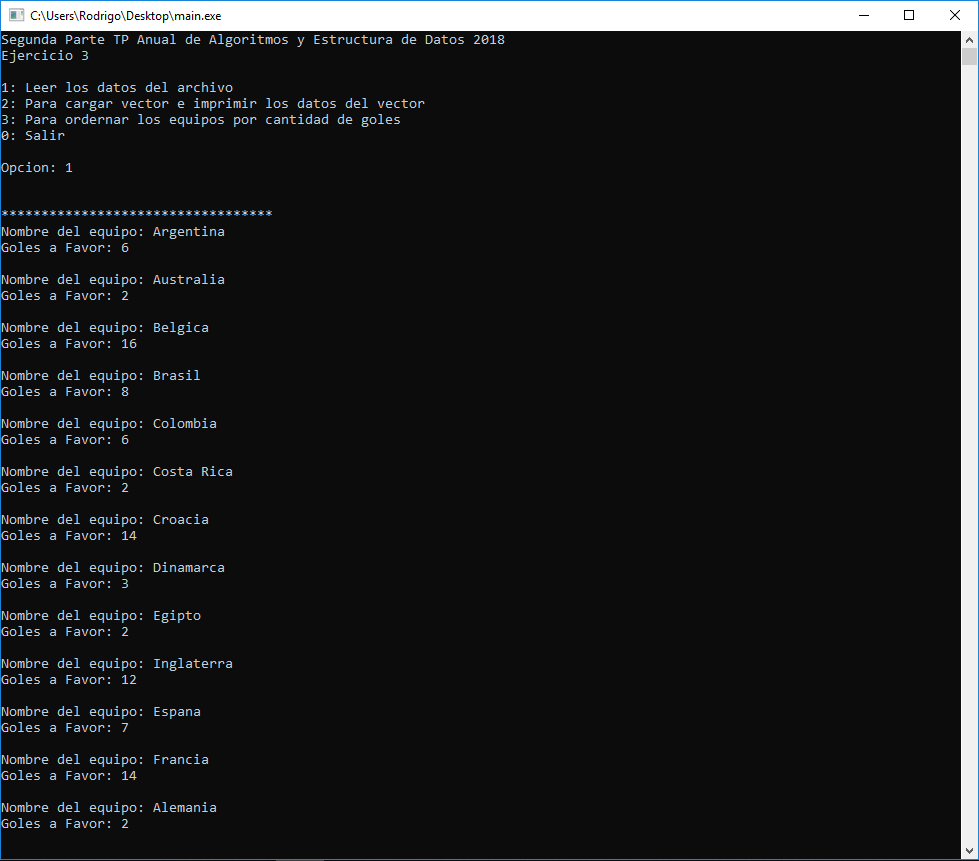 C:\Users\Rodrigo\Desktop\main.exe
Segunda Parte TP Anual de Algoritmos y Estructura de Datos 2018
Ejercicio 3
1: Leer los datos del archivo
2: Para cargar vector e imprimir los datos del vector
3: Para ordernar los equipos por cantidad de goles
0: Salir
Opcion: 1
**********************************
Nombre del equipo: Argentina
Goles a Favor: 6
Nombre del equipo: Australia
Goles a Favor: 2
Nombre del equipo: Belgica
Goles a Favor: 16
Nombre del equipo: Brasil
Goles a Favor: 8
Nombre del equipo: Colombia
Goles a Favor: 6
Nombre del equipo: Costa Rica
Goles a Favor: 2
Nombre del equipo: Croacia
Goles a Favor: 14
Nombre del equipo: Dinamarca
Goles a Favor: 3
Nombre del equipo: Egipto
Goles a Favor: 2
Nombre del equipo: Inglaterra
Goles a Favor: 12
Nombre del equipo: Espana
Goles a Favor: 7
Nombre del equipo: Francia
Goles a Favor: 14
Nombre del equipo: Alemania
Goles a Favor: 2